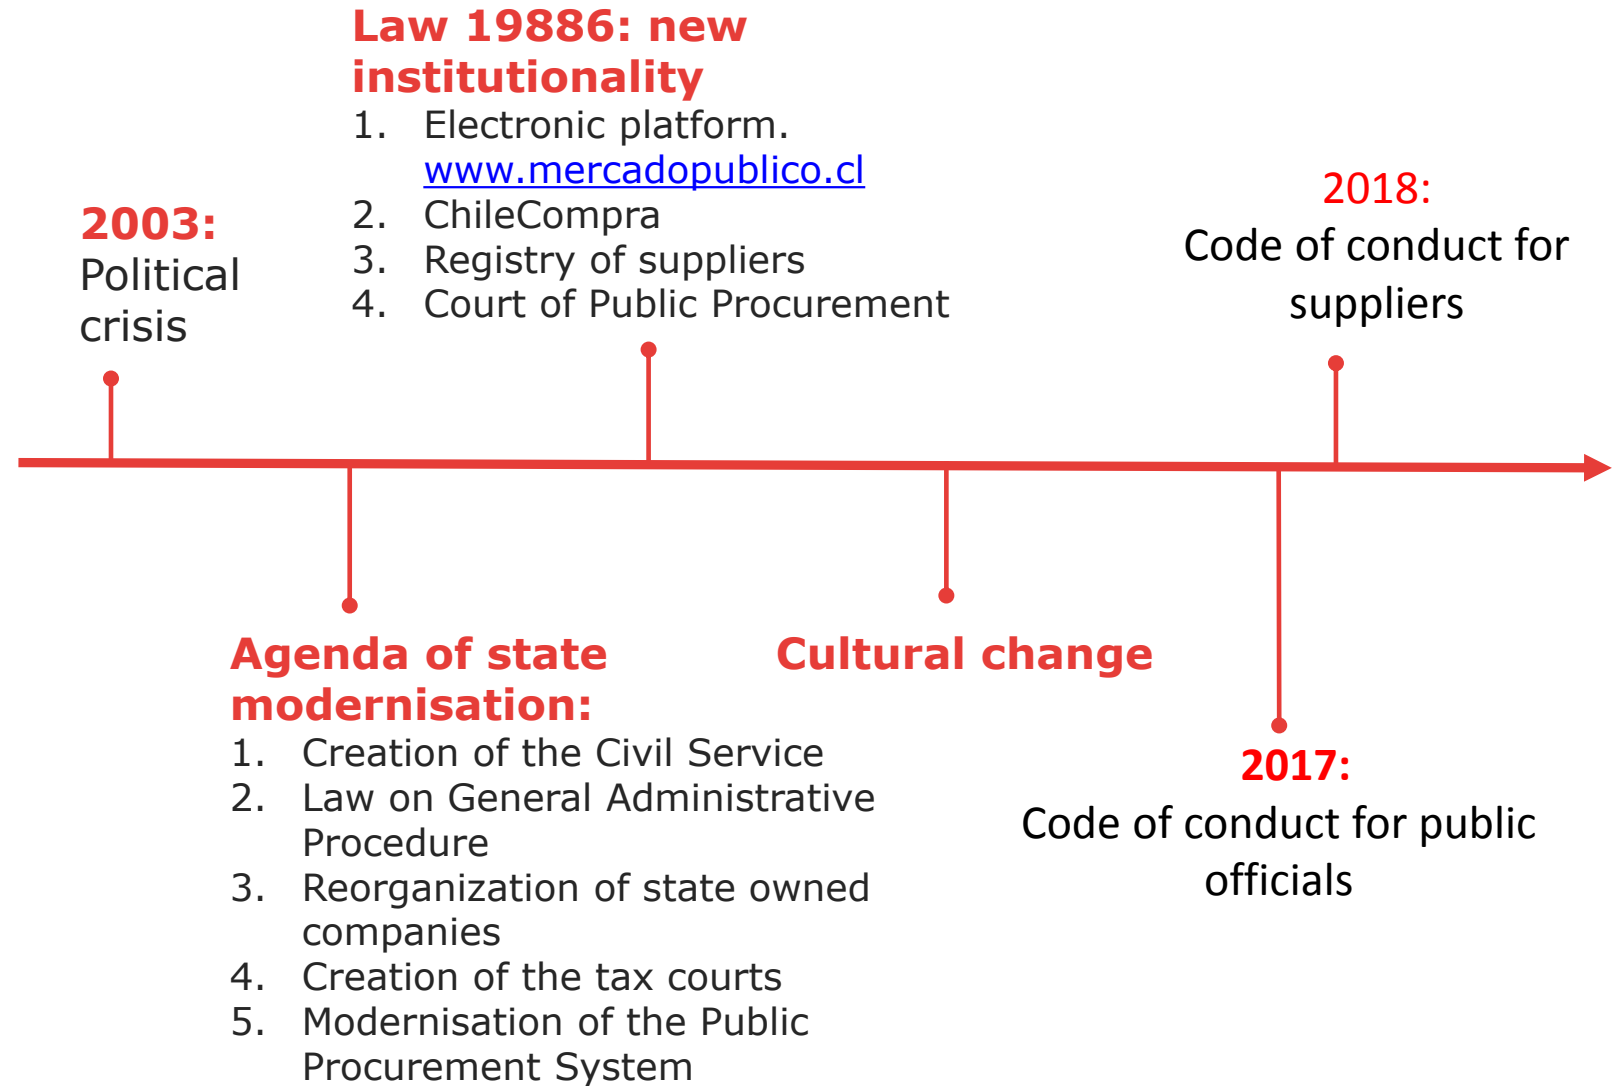 2003:
Political
crisis
Law 19886: new
institutionality
1. Electronic platform.
www.mercadopublico.cl
2. ChileCompra
3. Registry of suppliers
4. Court of Public Procurement
2018:
Code of conduct for
suppliers
Agenda of state
modernisation:
1. Creation of the Civil Service
2. Law on General Administrative
Procedure
3. Reorganization of state owned
companies
4. Creation of the tax courts
5. Modernisation of the Public
Procurement System
Cultural change
2017:
Code of conduct for public
officials